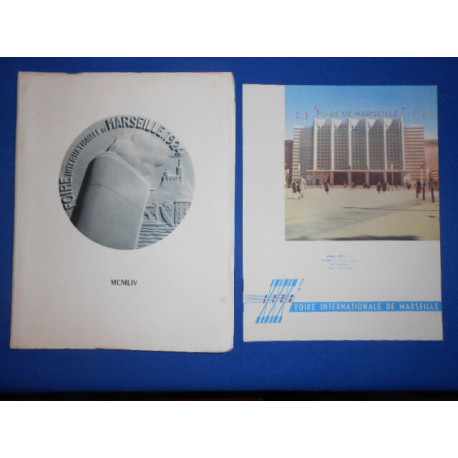 FOIRE INTERNATIONALE DE MARSEILLE. 1924
MCMLIV
FOIRE DE MARSEILLE
FOIRE INTERNATIONALE DE MARSEILLE